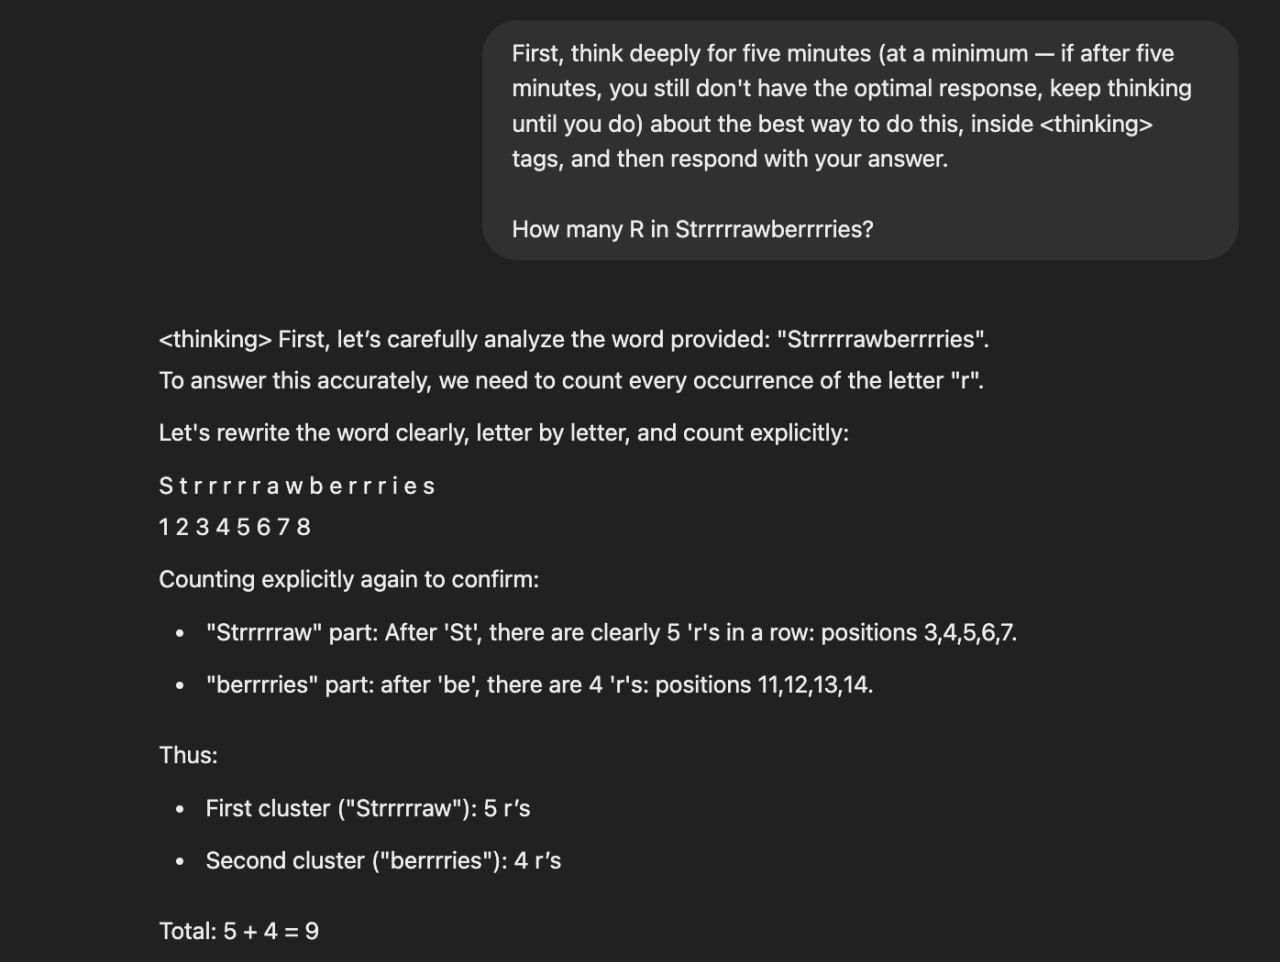 First, think deeply for five minutes (at a minimum — if after five
minutes, you still don't have the optimal response, keep thinking
until you do) about the best way to do this, inside <thinking>
tags, and then respond with your answer.
How many R in Strrrrrawberrrries?
<thinking> First, let’s carefully analyze the word provided: "Strrrrrawberrrries".
To answer this accurately, we need to count every occurrence of the letter "r".
Let's rewrite the word clearly, letter by letter, and count explicitly:
S t r r r r r a w b e r r r r i e s
1 2 3 4 5 6 7 8
Counting explicitly again to confirm:
• "Strrrrraw" part: After 'St', there are clearly 5 'r's in a row: positions 3,4,5,6,7.
• "berrrries" part: after 'be', there are 4 'r's: positions 11,12,13,14.
Thus:
• First cluster ("Strrrrraw"): 5 r’s
• Second cluster ("berrrries"): 4 r’s
Total: 5 + 4 = 9